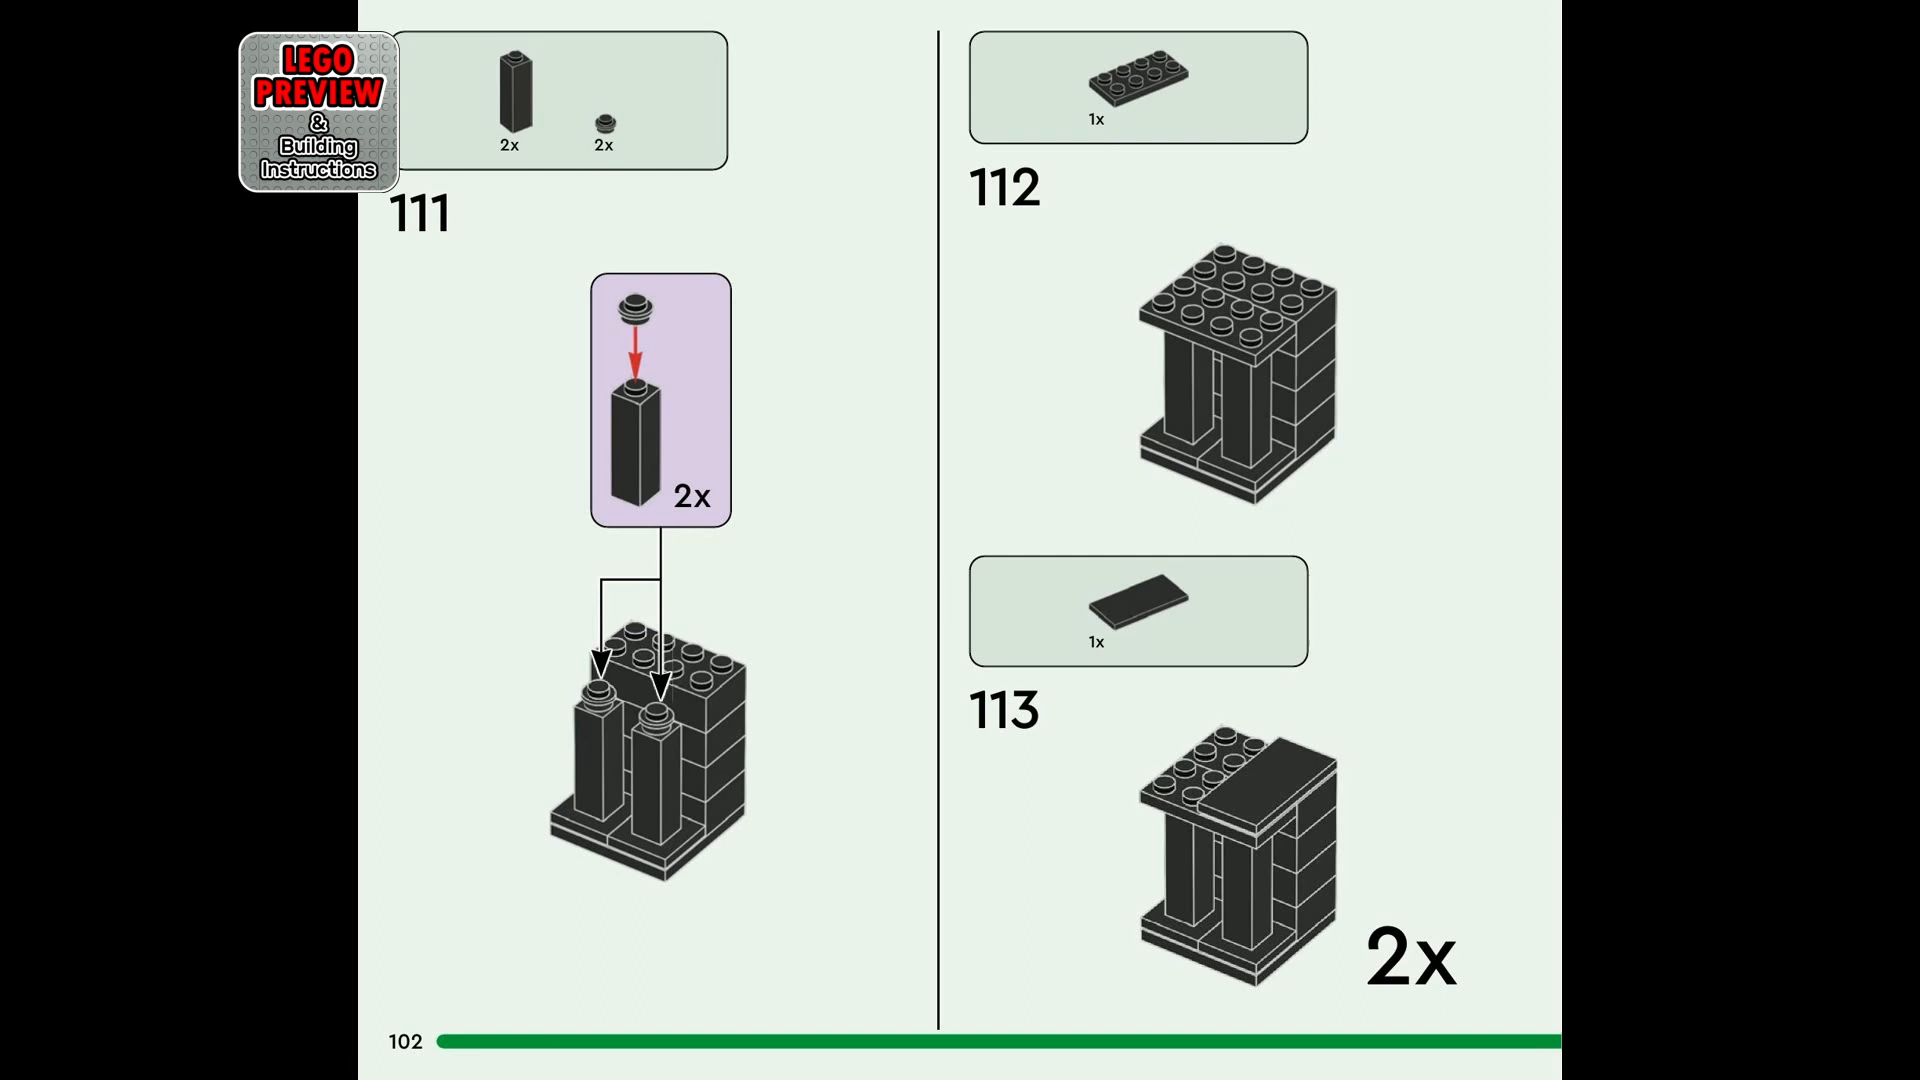 LEGO
PREVIEW
&
Building
Instructions
2x
2x
111
2x
1x
112
1x
113
2x
102